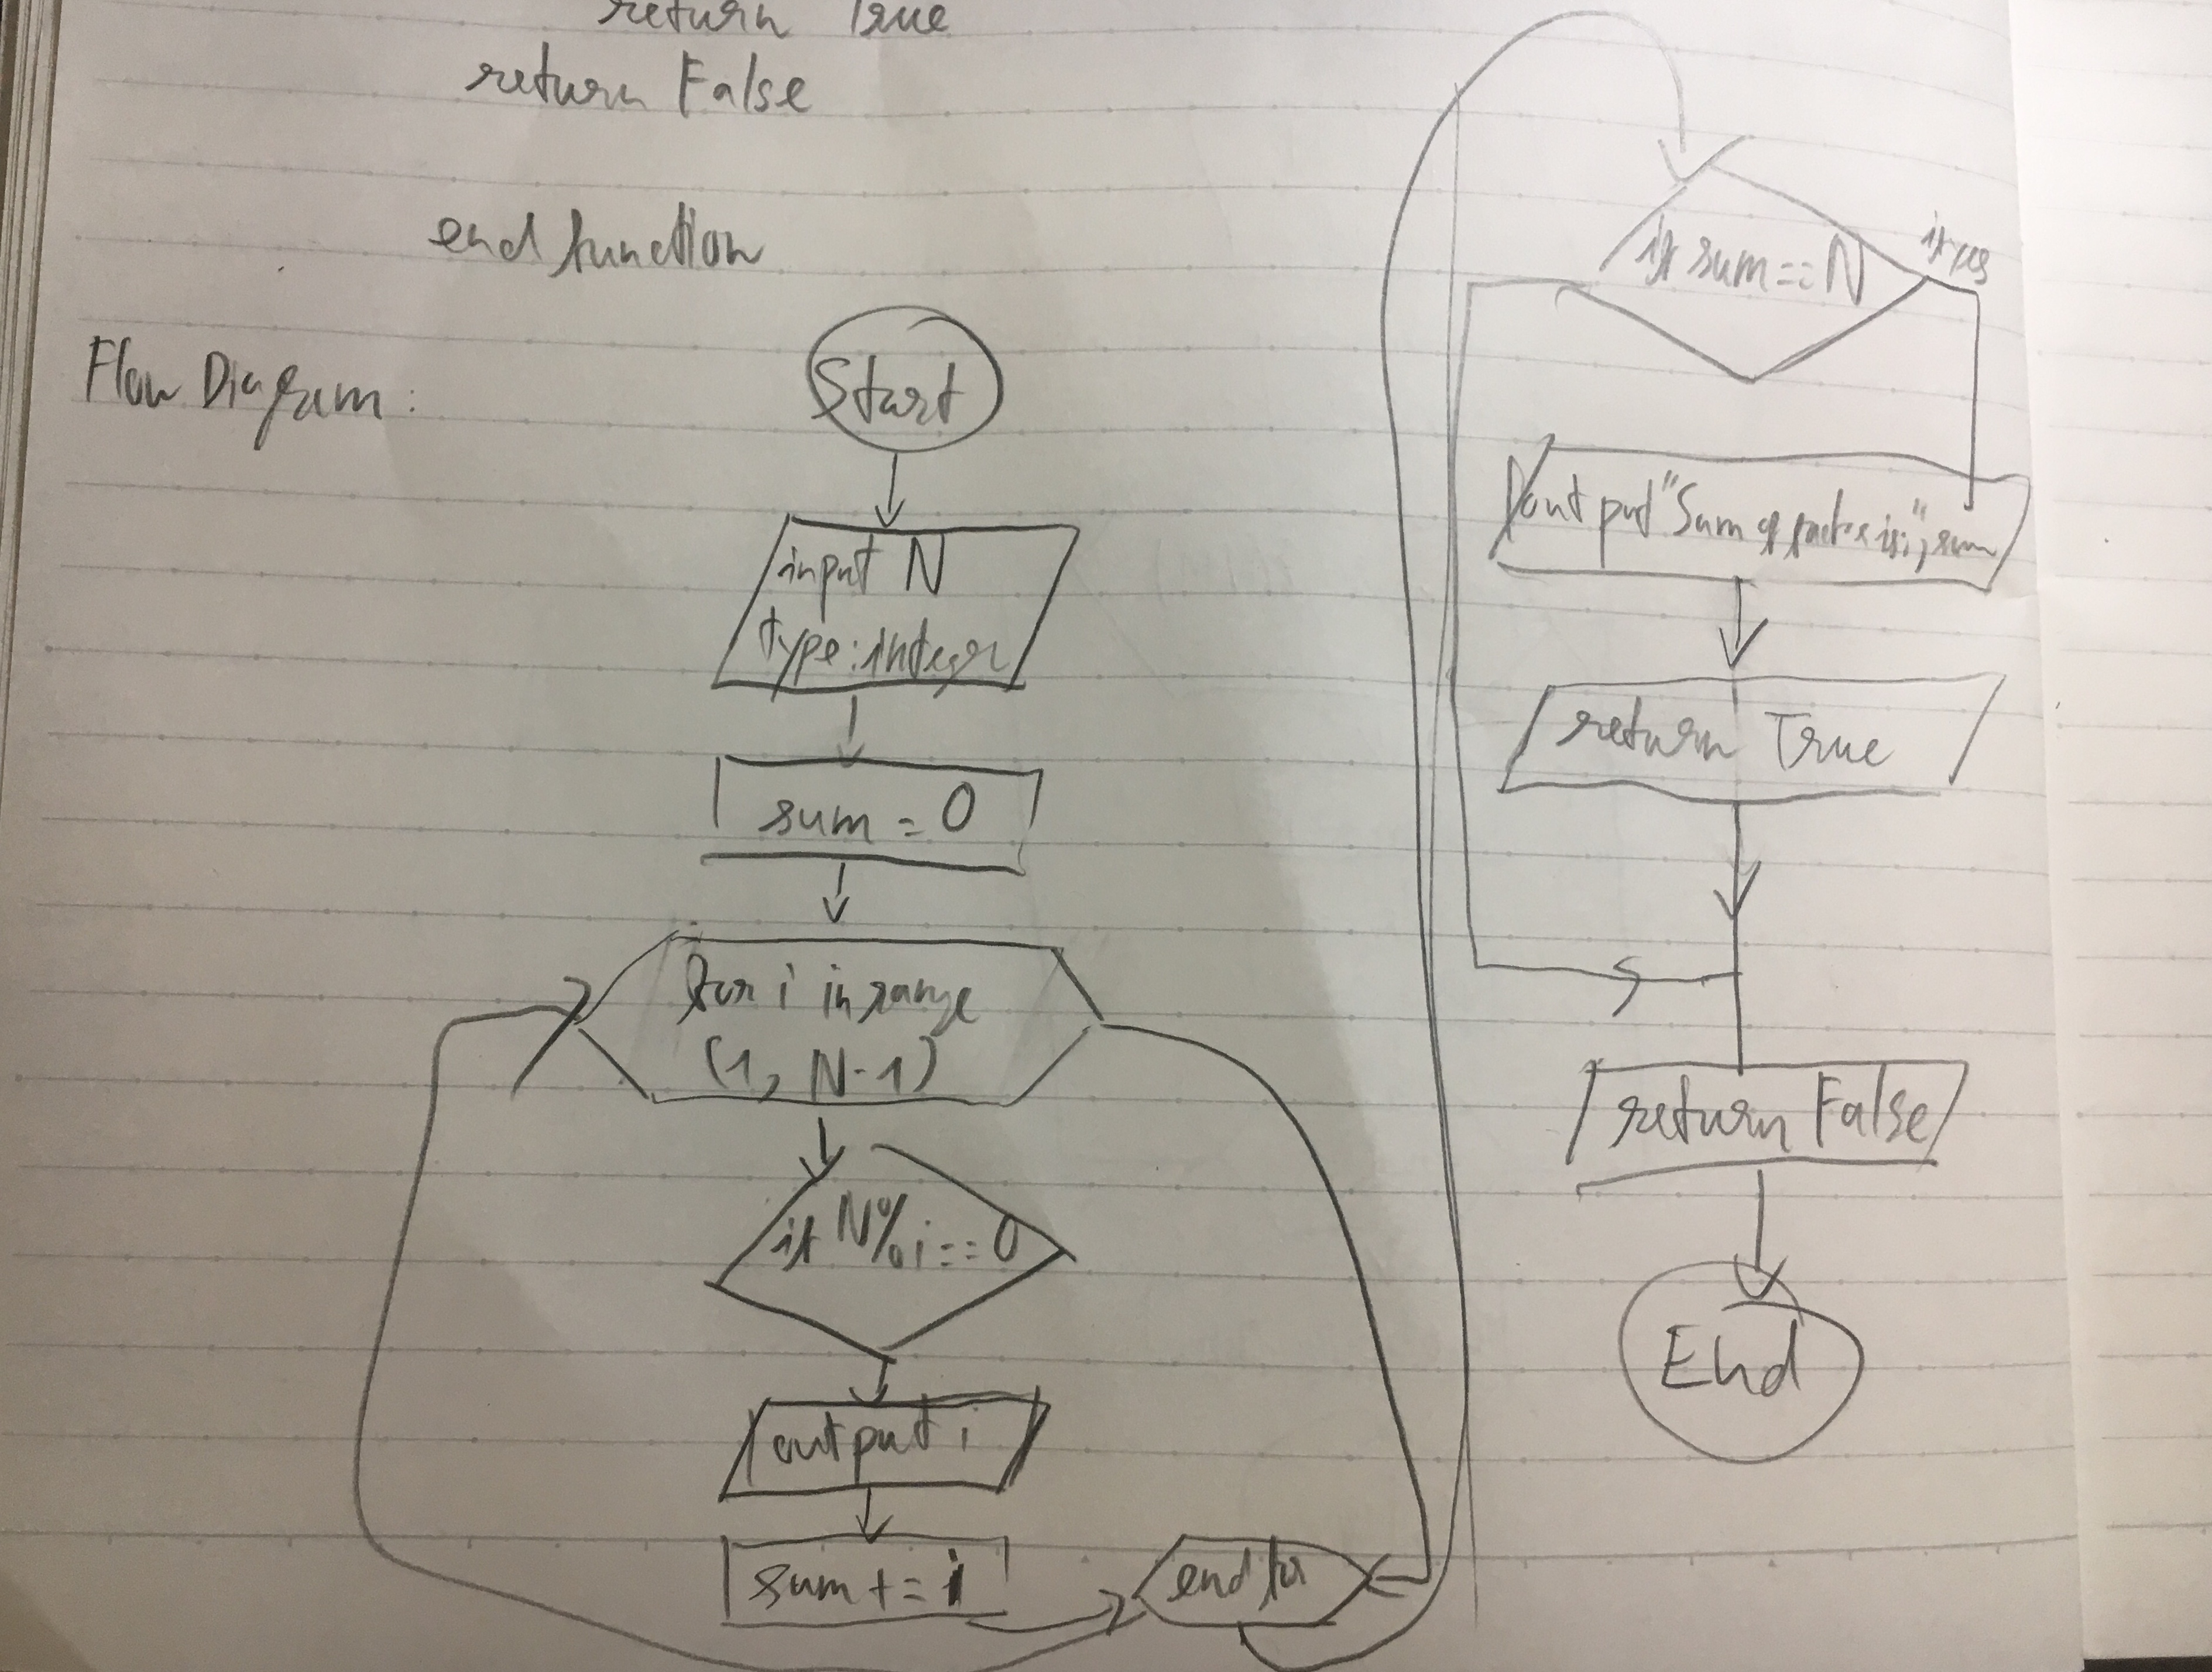 return True
return False
end function
Flow Diagram:
Start
input N
type: integer
sum = 0
for i in range
(1, N-1)
if N%i == 0
output i
sum += i
end for
if sum == N
if yes
output "Sum of factors is:", sum
return True
return False
End